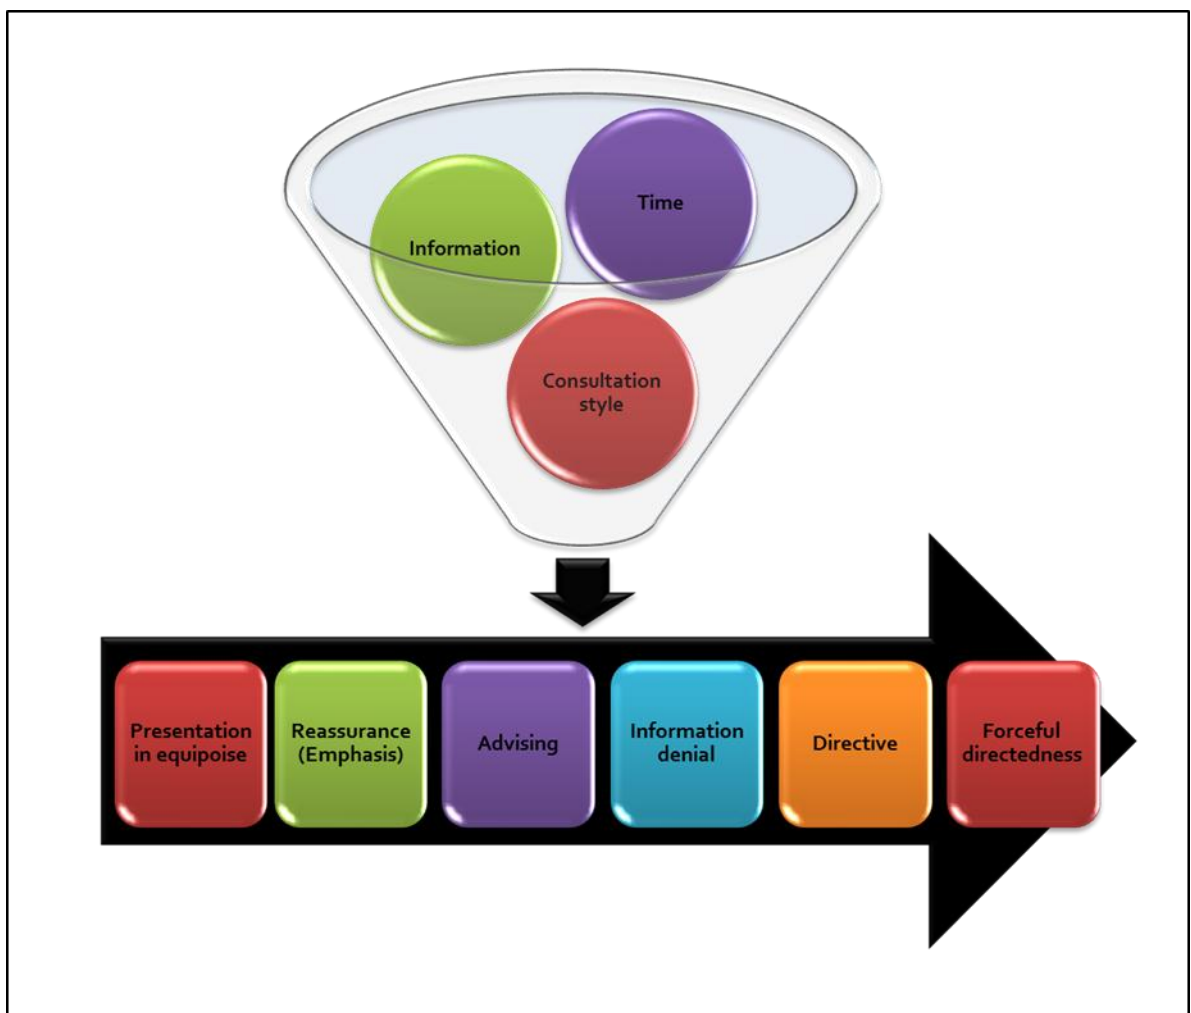 Time
Information
Consultation
style
Presentation
in equipoise
Reassurance
(Emphasis)
Advising
Information
denial
Directive
Forceful
directedness